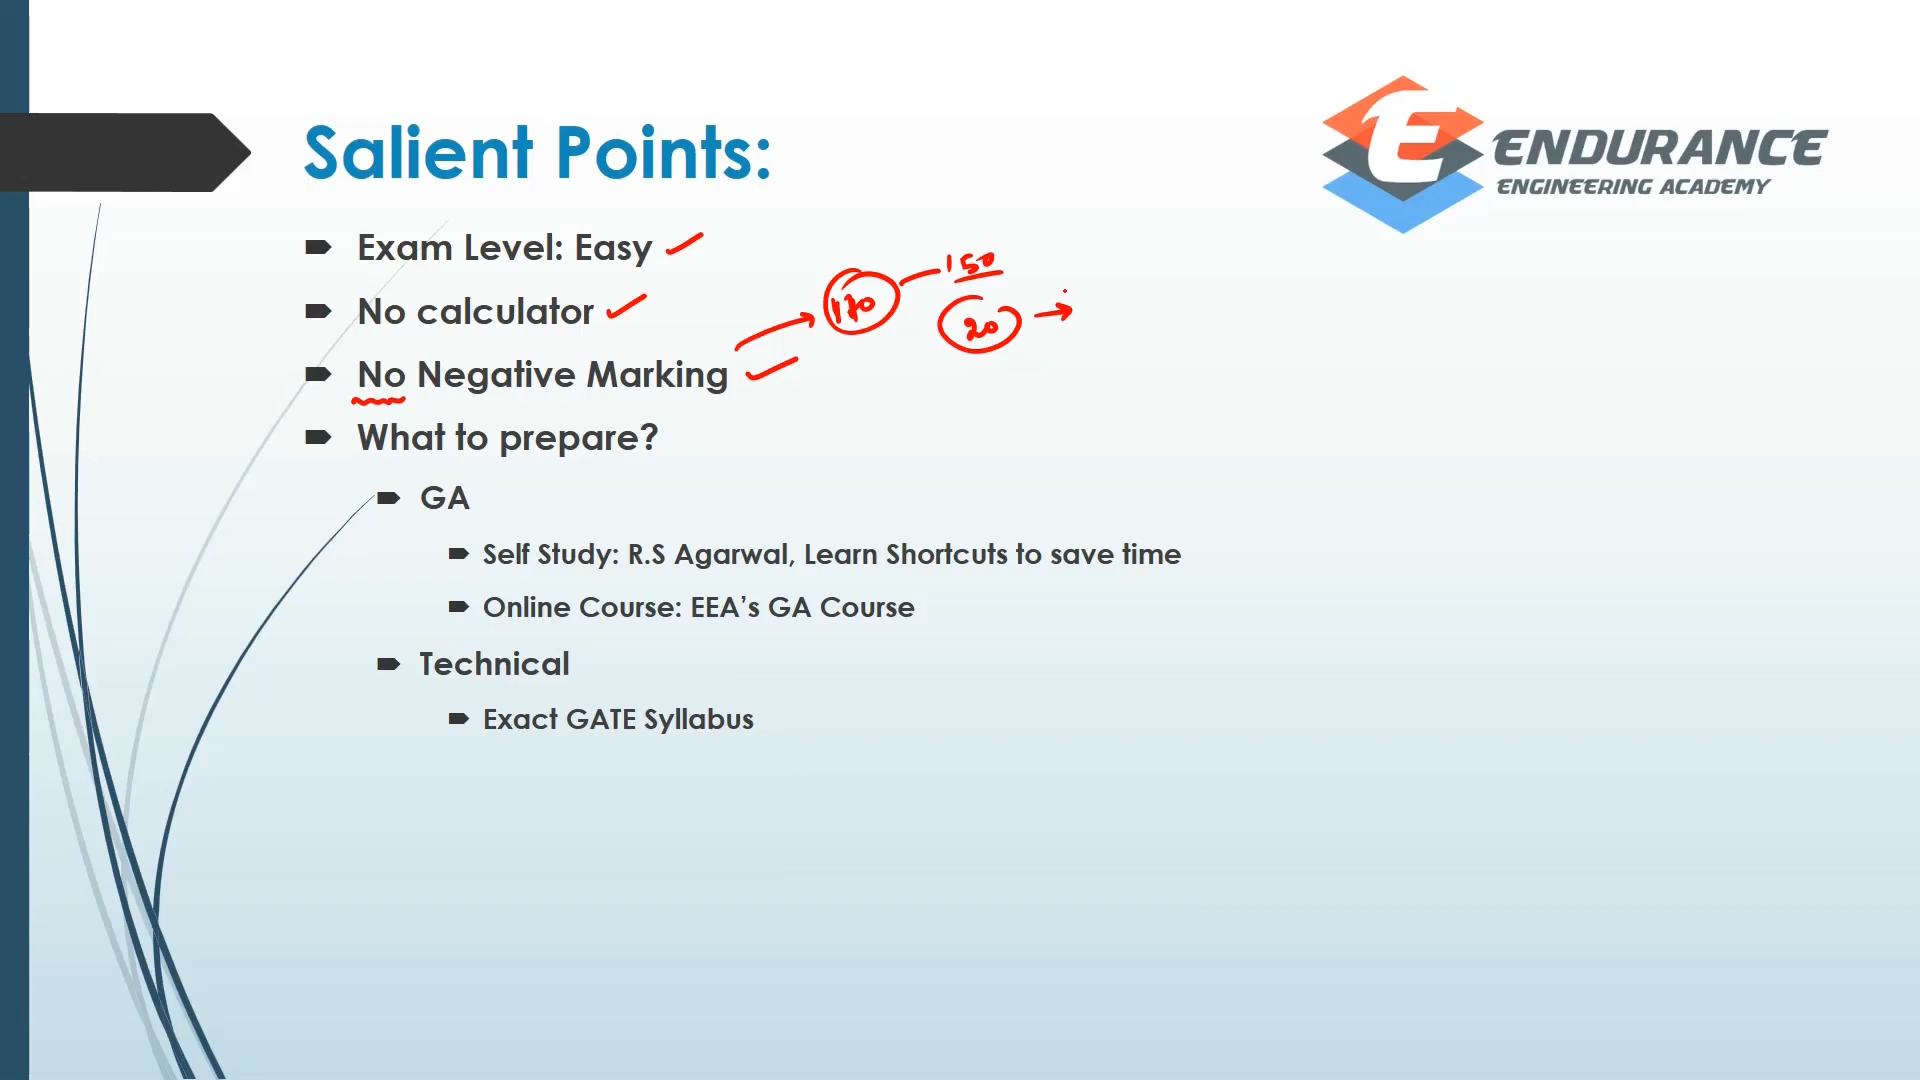 Salient Points:
ENDURANCE
ENGINEERING ACADEMY
Exam Level: Easy
No calculator
150
20
No Negative Marking
What to prepare?
GA
Self Study: R.S Agarwal, Learn Shortcuts to save time
Online Course: EEA’s GA Course
Technical
Exact GATE Syllabus